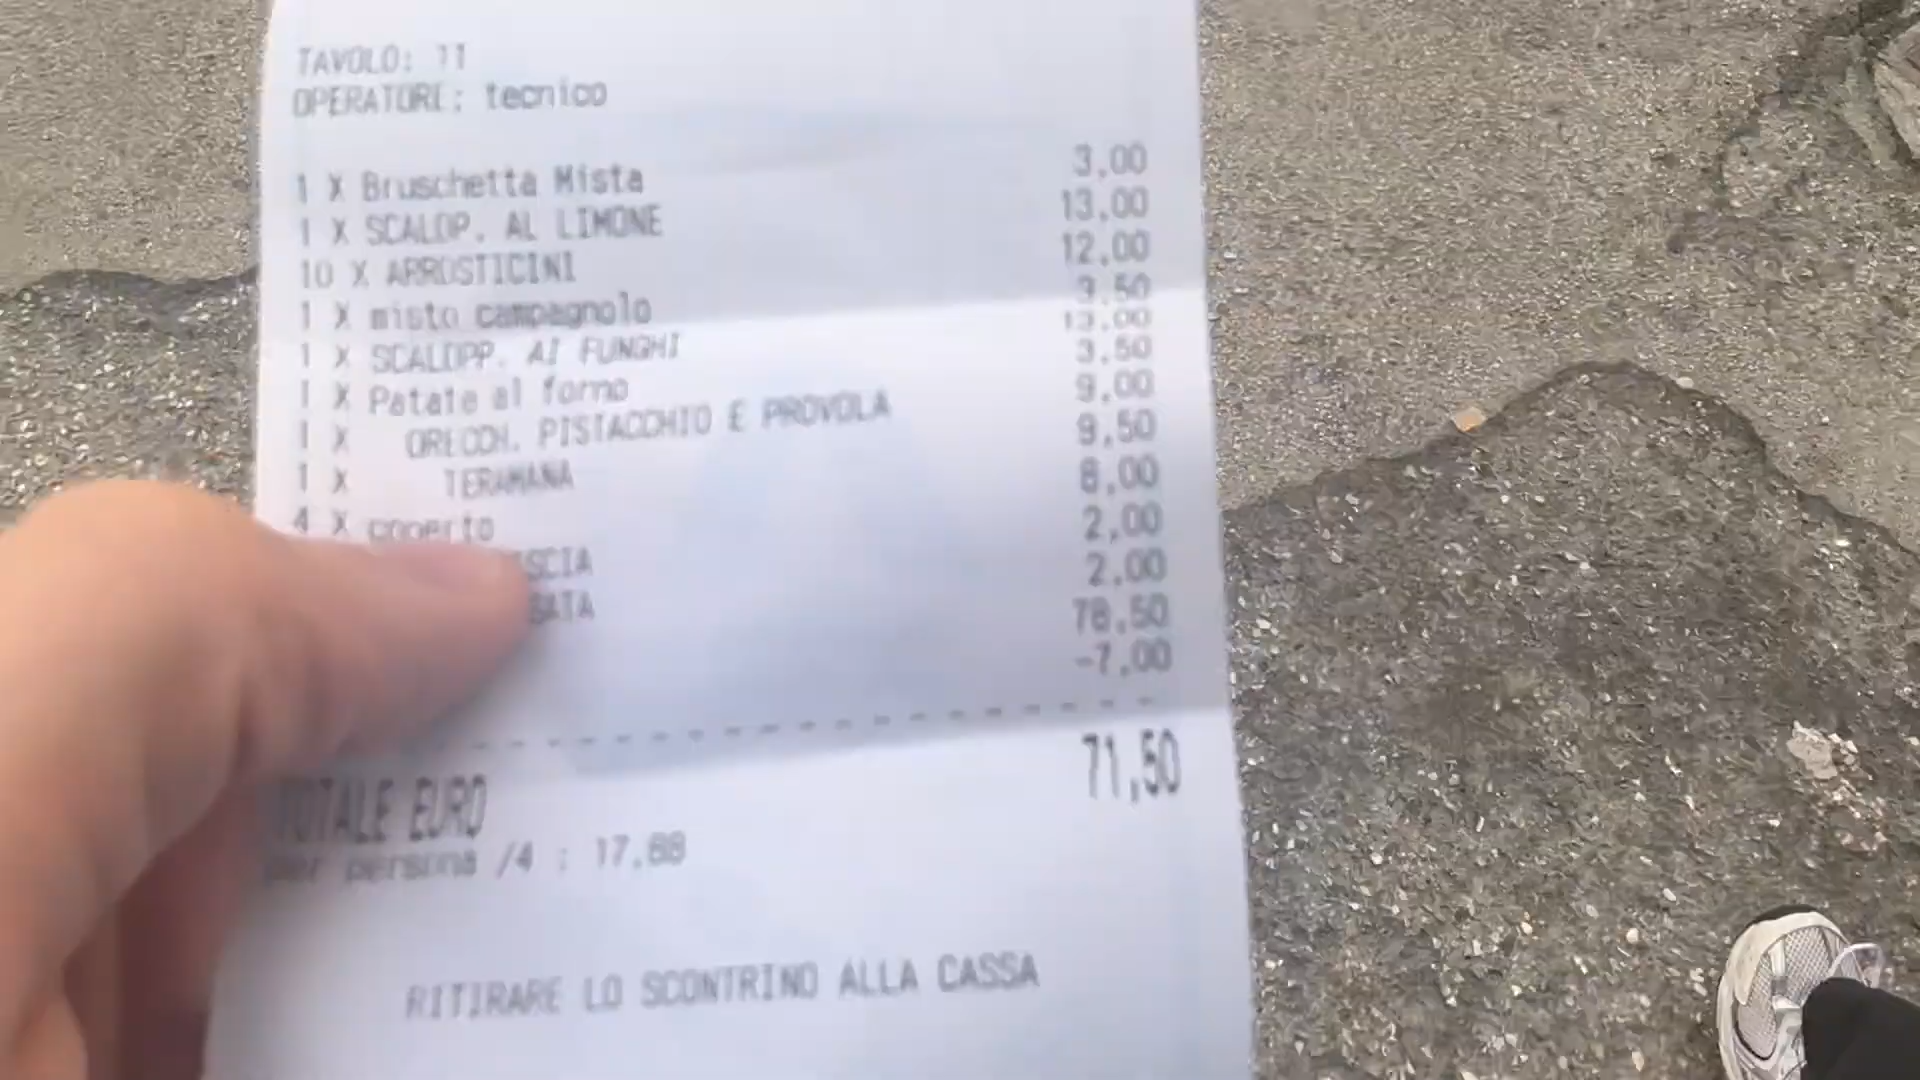 TAVOLO: 11
OPERATORE: tecnico
1 X Bruschetta Mista 3,00
1 X SCALOP. AL LIMONE 13,00
10 X ARROSTICINI 12,00
1 X misto campagnolo 3,50
1 X SCALOPP. AI FUNGHI 13,00
1 X Patate al forno 3,50
1 X ORECCH. PISTACCHIO E PROVOLA 9,00
1 X TERAMANA 9,50
4 X coperto 8,00
SCIA 2,00
SATA 2,00
78,50
-7,00
TOTALE EURO 71,50
per persona /4 : 17,88
RITIRARE LO SCONTRINO ALLA CASSA